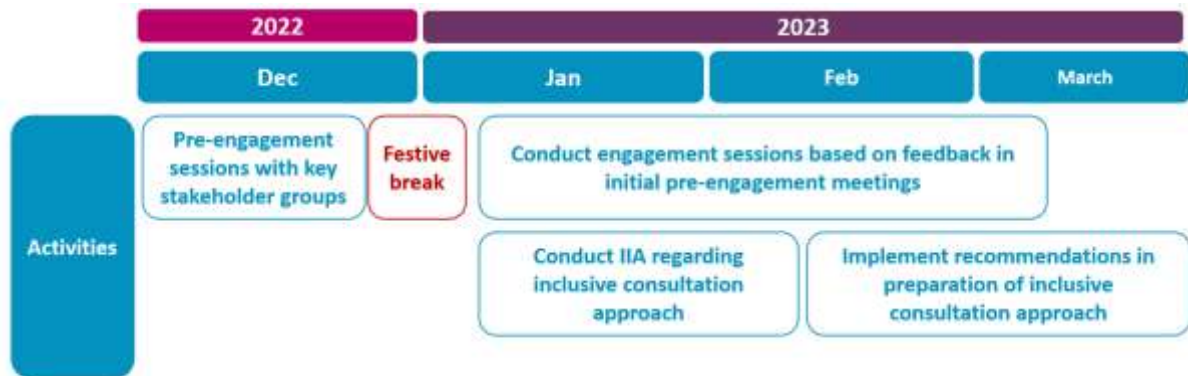 2022
2023
Dec
Jan
Feb
March
Activities
Pre-engagement
sessions with key
stakeholder groups
Festive
break
Conduct engagement sessions based on feedback in
initial pre-engagement meetings
Conduct IIA regarding
inclusive consultation
approach
Implement recommendations in
preparation of inclusive
consultation approach